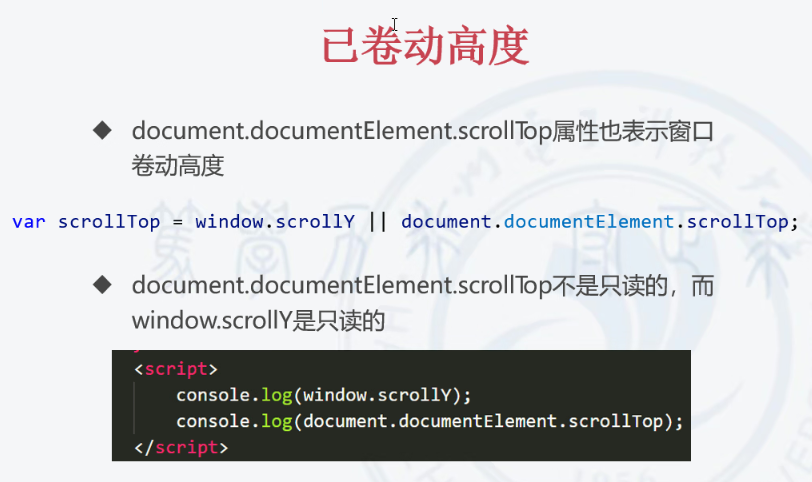 已卷动高度
◆ document.documentElement.scrollTop属性也表示窗口
卷动高度
var scrollTop = window.scrollY || document.documentElement.scrollTop;
◆ document.documentElement.scrollTop不是只读的，而
window.scrollY是只读的
<script>
    console.log(window.scrollY);
    console.log(document.documentElement.scrollTop);
</script>
1956